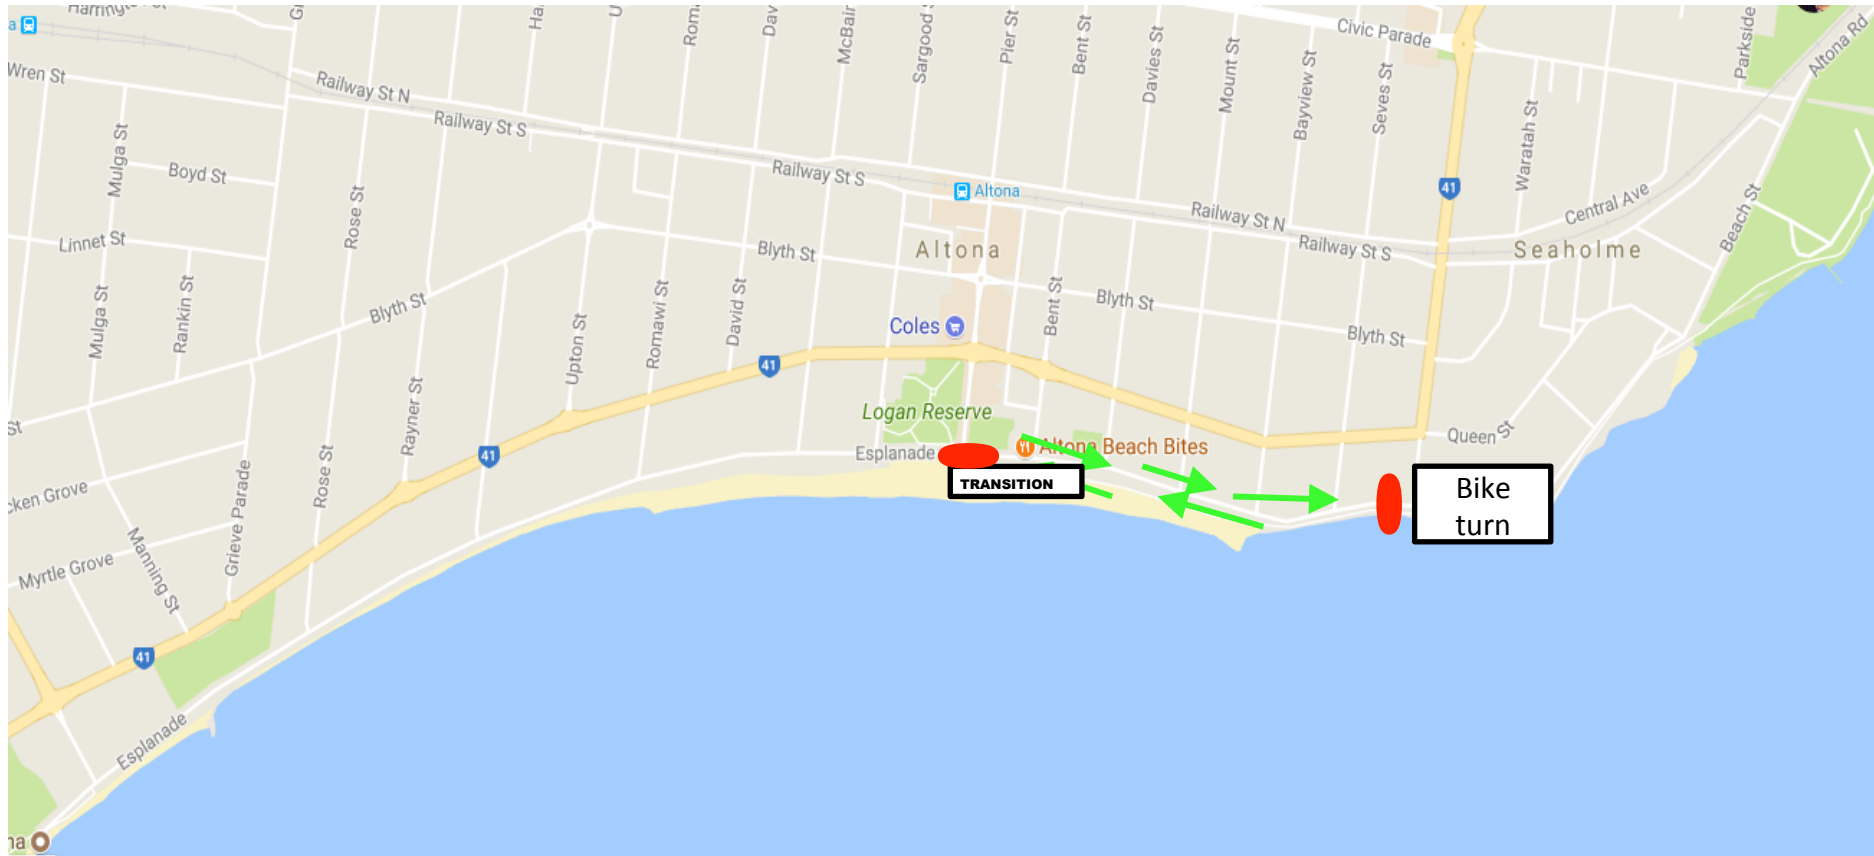 Civic Parade
Parkside
Altona Rd
Wren St
Railway St N
Railway St S
Mulga St
Boyd St
Rose St
McBain
Sargood S
Pier St
Bent St
Davies St
Mount St
Bayview St
Seves St
Waratah St
41
Railway St S
Altona
Railway St N
Central Ave
Beach St
Linnet St
Blyth St
Altona
Railway St S
Seaholme
Mulga St
Rankin St
Blyth St
Upton St
Romawi St
David St
Coles
Bent St
Blyth St
Blyth St
41
Rayner St
Logan Reserve
Queen St
St
Esplanade
Altona Beach Bites
41
Rose St
Grieve Parade
TRANSITION
Bike
turn
cken Grove
Manning St
Myrtle Grove
41
Esplanade
na